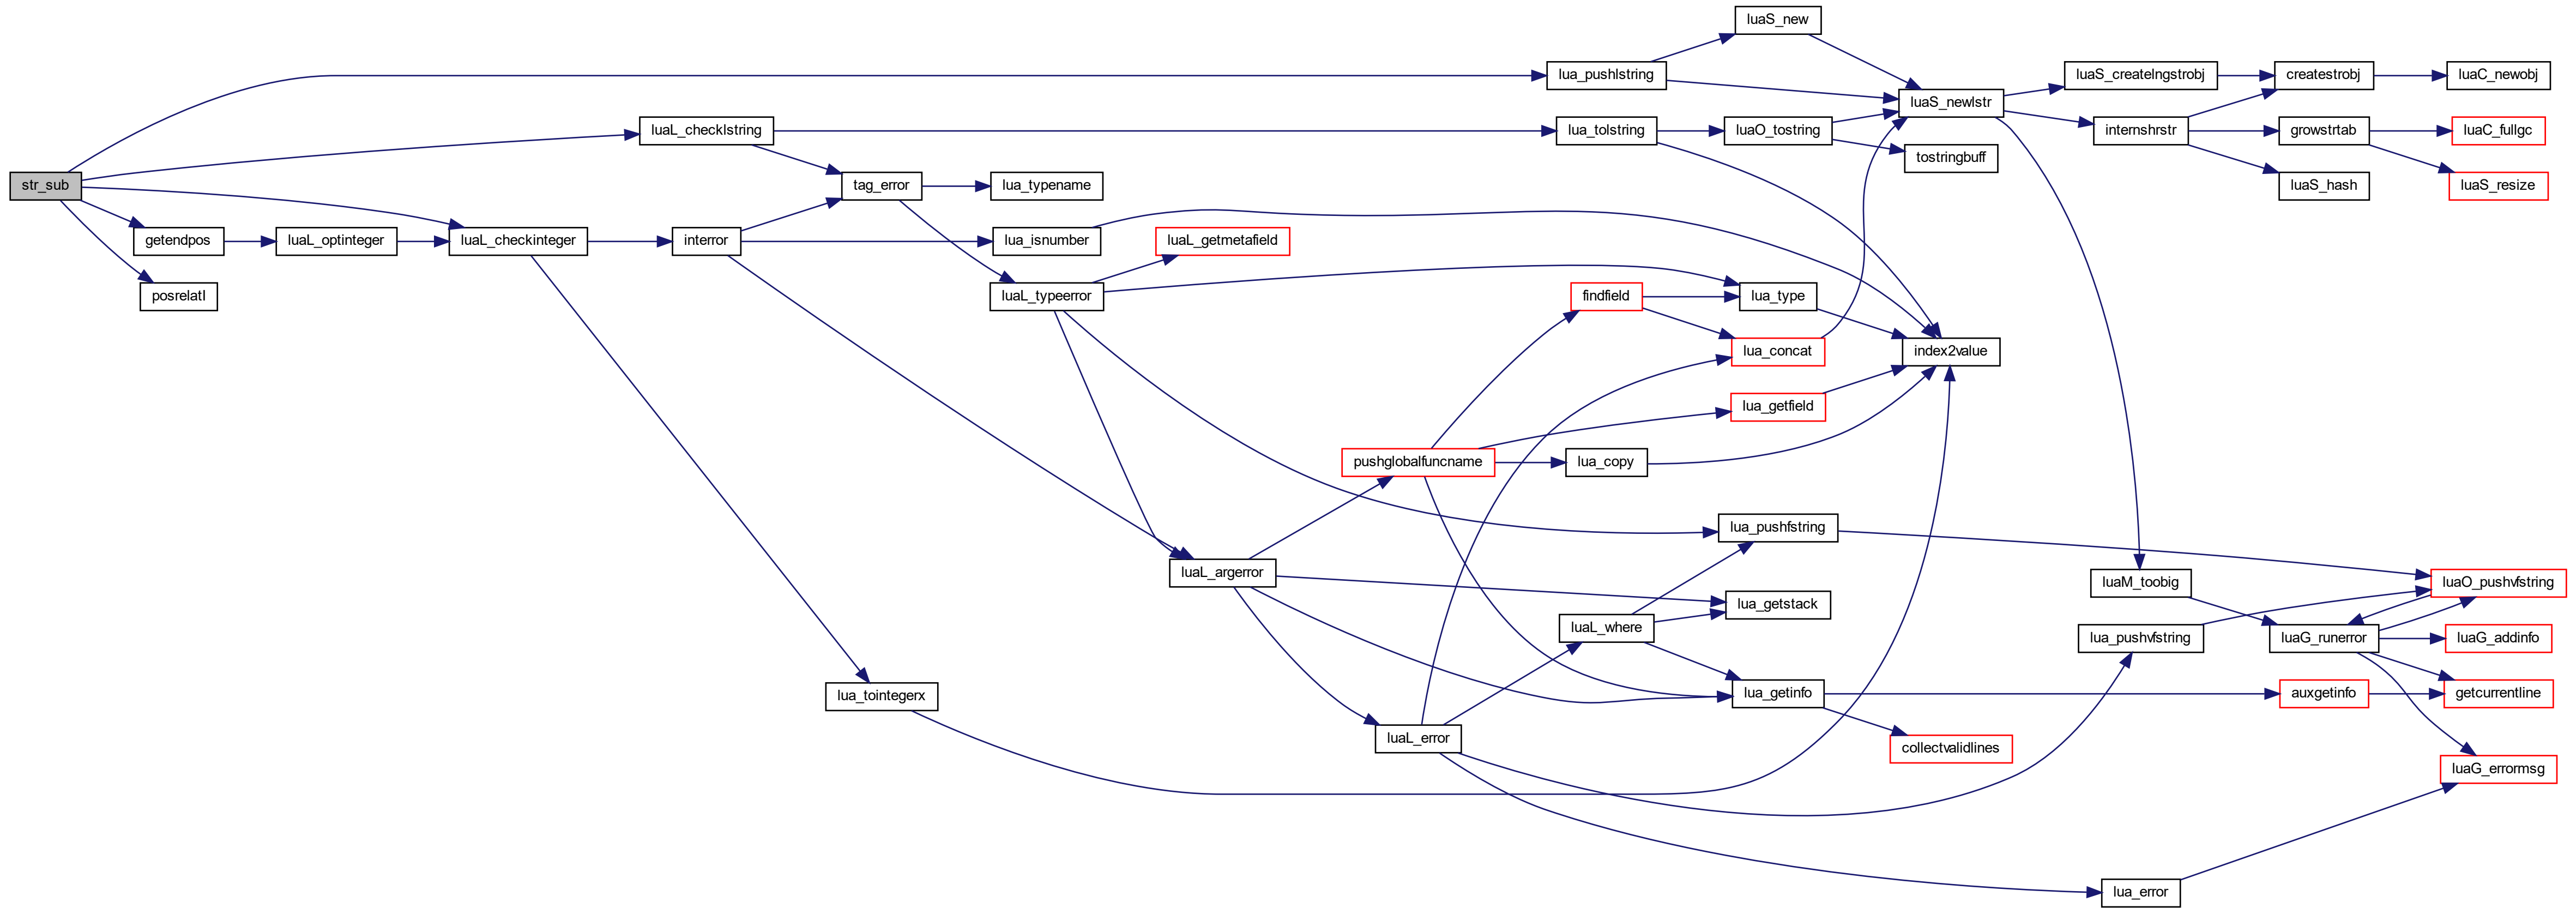 str_sub
getendpos
posrelatI
luaL_optinteger
luaL_checklstring
luaL_checkinteger
interror
tag_error
lua_tointegerx
lua_typename
lua_isnumber
luaL_typeerror
luaL_getmetafield
luaL_argerror
pushglobalfuncname
luaL_error
lua_pushlstring
lua_tolstring
findfield
lua_copy
luaL_where
luaS_new
luaO_tostring
lua_type
lua_concat
lua_getfield
lua_pushfstring
lua_getstack
lua_getinfo
luaS_newlstr
tostringbuff
index2value
collectvalidlines
luaS_createlngstrobj
internshrstr
luaM_toobig
lua_pushvfstring
lua_error
createstrobj
growstrtab
luaS_hash
luaG_runerror
auxgetinfo
luaC_newobj
luaC_fullgc
luaS_resize
luaO_pushvfstring
luaG_addinfo
getcurrentline
luaG_errormsg